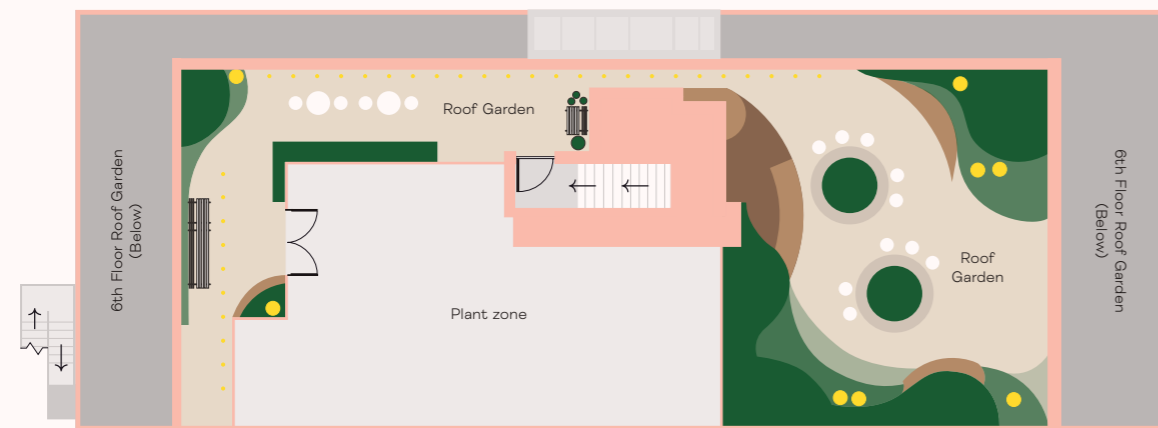 Roof Garden
6th Floor Roof Garden
(Below)
6th Floor Roof Garden
(Below)
Roof
Garden
Plant zone